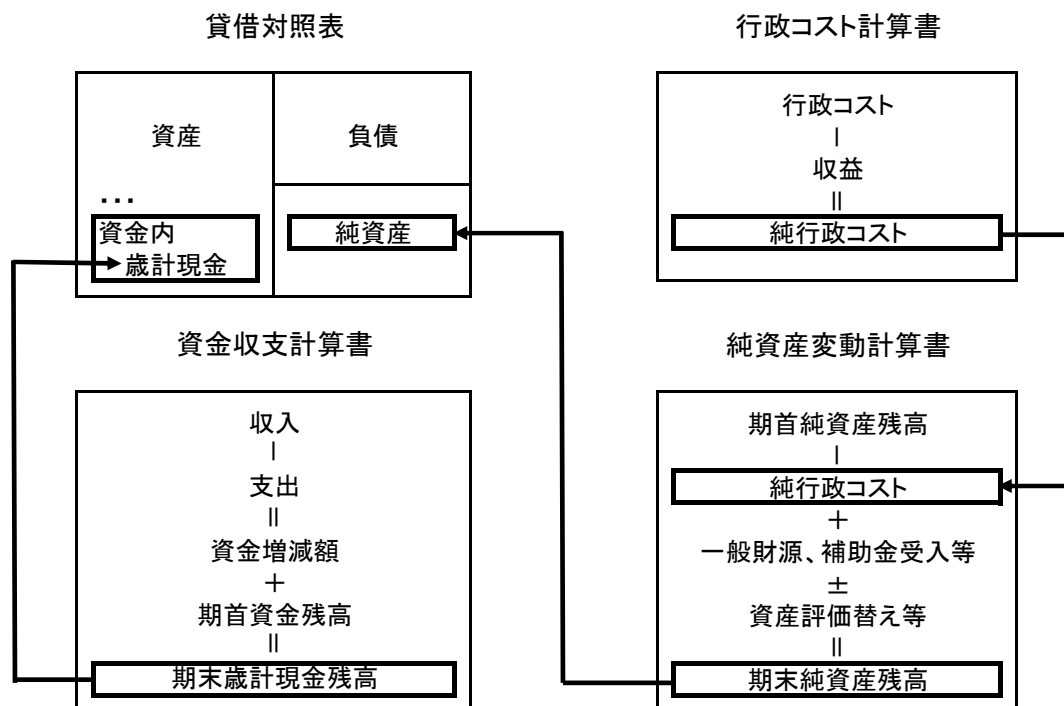 貸借対照表
資産
負債
...
資金内
歳計現金
純資産
行政コスト計算書
行政コスト
－
収益
＝
純行政コスト
資金収支計算書
収入
－
支出
＝
資金増減額
＋
期首資金残高
＝
期末歳計現金残高
純資産変動計算書
期首純資産残高
－
純行政コスト
＋
一般財源、補助金受入等
±
資産評価替え等
＝
期末純資産残高